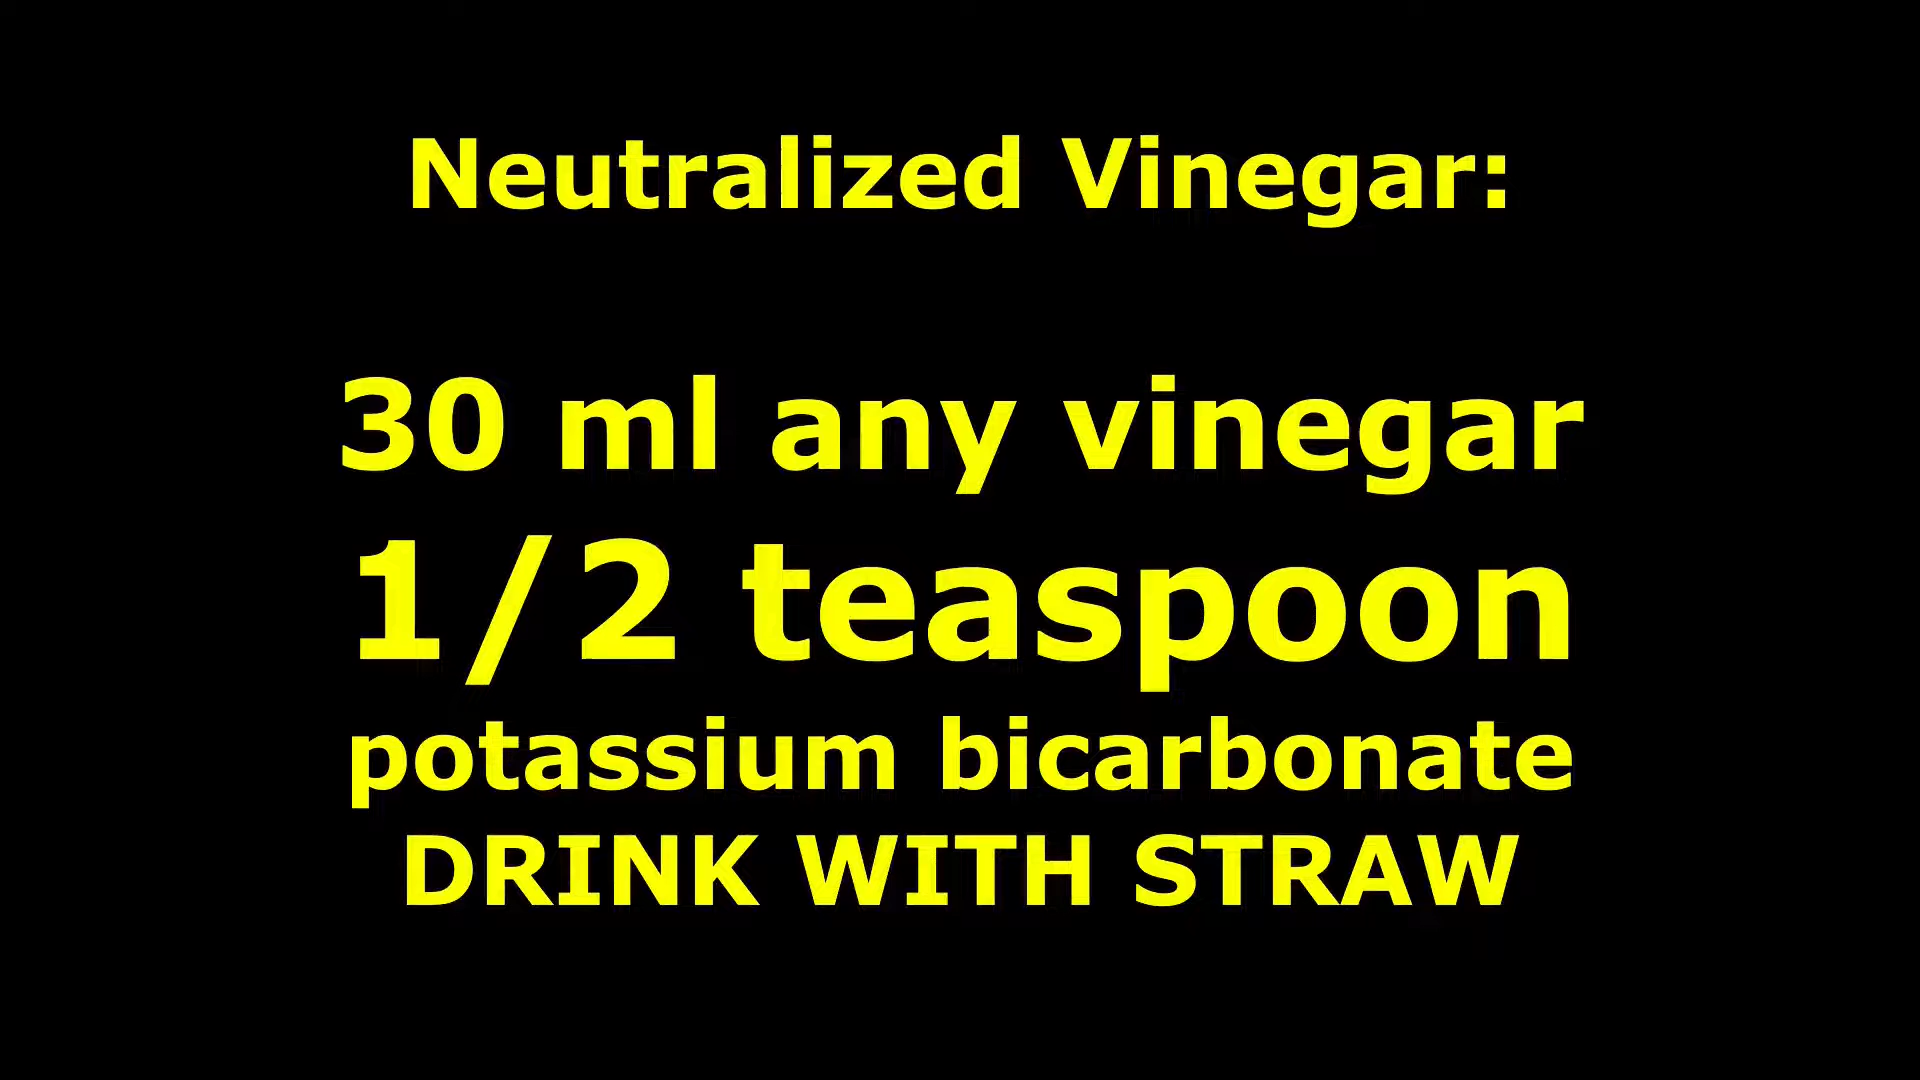 Neutralized Vinegar:
30 ml any vinegar
1/2 teaspoon
potassium bicarbonate
DRINK WITH STRAW